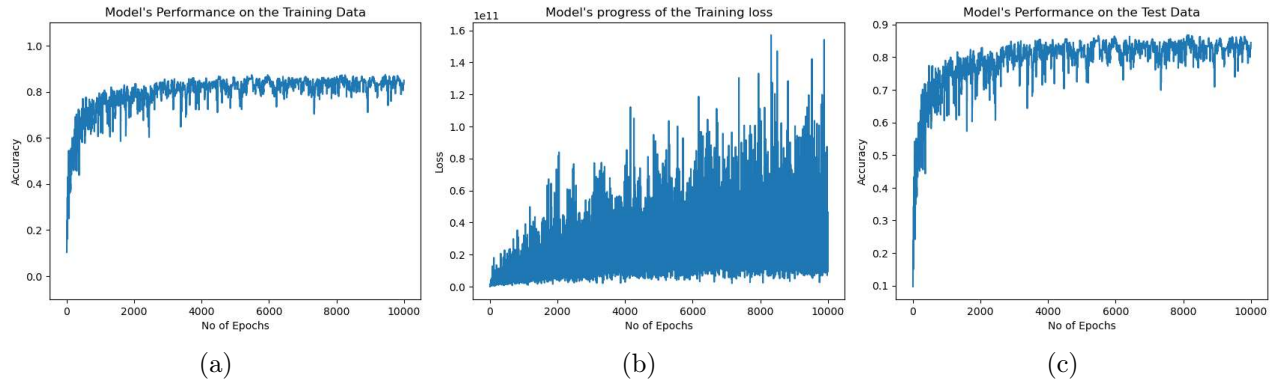 Model's Performance on the Training Data
Accuracy
1.0
0.8
0.6
0.4
0.2
0.0
0 2000 4000 6000 8000 10000
No of Epochs
(a)
Model's progress of the Training loss
1e11
Loss
1.6
1.4
1.2
1.0
0.8
0.6
0.4
0.2
0.0
0 2000 4000 6000 8000 10000
No of Epochs
(b)
Model's Performance on the Test Data
Accuracy
0.9
0.8
0.7
0.6
0.5
0.4
0.3
0.2
0.1
0 2000 4000 6000 8000 10000
No of Epochs
(c)